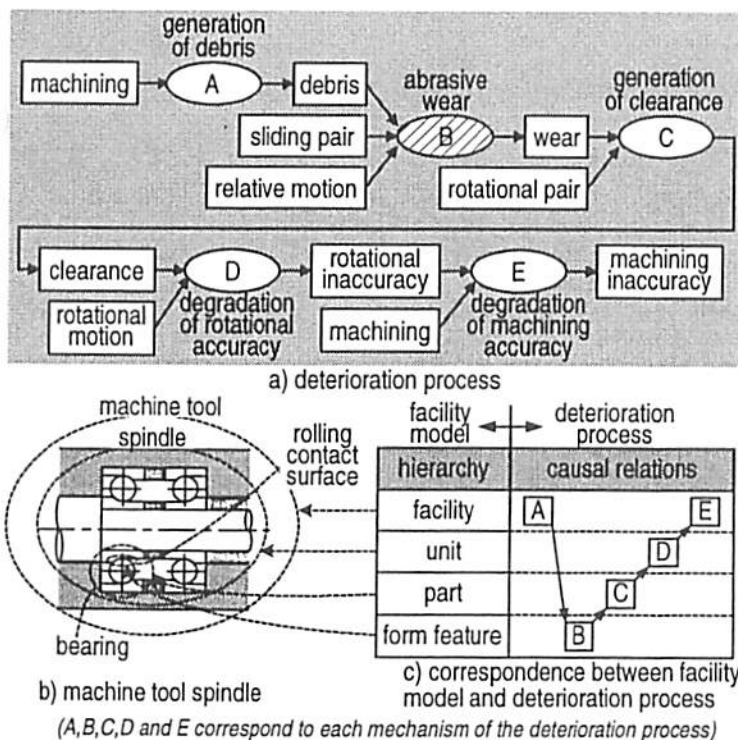 generation
of debris
machining
A
debris
abrasive
wear
generation
of clearance
sliding pair
B
wear
C
relative motion
rotational pair
clearance
D
rotational
inaccuracy
E
machining
inaccuracy
rotational
motion
degradation
of rotational
accuracy
machining
degradation
of machining
accuracy
a) deterioration process
machine tool
spindle
rolling
contact
surface
bearing
b) machine tool spindle
facility
model
deterioration
process
hierarchy
causal relations
facility
A
E
unit
D
part
C
form feature
B
c) correspondence between facility
model and deterioration process
(A,B,C,D and E correspond to each mechanism of the deterioration process)